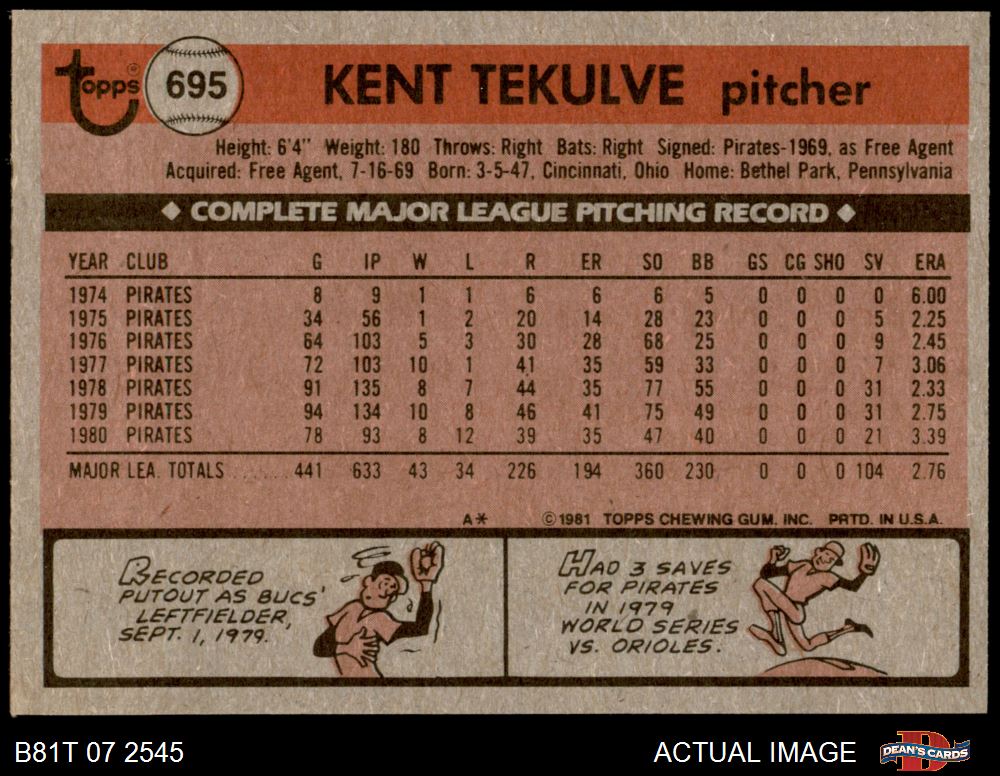 Topps © 695 KENT TEKULVE pitcher
Height: 6'4" Weight: 180 Throws: Right Bats: Right Signed: Pirates-1969, as Free Agent
Acquired: Free Agent, 7-16-69 Born: 3-5-47, Cincinnati, Ohio Home: Bethel Park, Pennsylvania
◆ COMPLETE MAJOR LEAGUE PITCHING RECORD ◆
YEAR CLUB G IP W L R ER SO BB GS CG SHO SV ERA
1974 PIRATES 8 9 1 1 6 6 6 5 0 0 0 0 6.00
1975 PIRATES 34 56 1 2 20 14 28 23 0 0 0 5 2.25
1976 PIRATES 64 103 5 3 30 28 68 25 0 0 0 9 2.45
1977 PIRATES 72 103 10 1 41 35 59 33 0 0 0 7 3.06
1978 PIRATES 91 135 8 7 44 35 77 55 0 0 0 31 2.33
1979 PIRATES 94 134 10 8 46 41 75 49 0 0 0 31 2.75
1980 PIRATES 78 93 8 12 39 35 47 40 0 0 0 21 3.39
MAJOR LEA. TOTALS ...... 441 633 43 34 226 194 360 230 0 0 0 104 2.76
A* © 1981 TOPPS CHEWING GUM, INC. PRTD. IN U.S.A.
RECORDED
PUTOUT AS BUCS'
LEFTFIELDER,
SEPT. 1, 1979.
HAD 3 SAVES
FOR PIRATES
IN 1979
WORLD SERIES
VS. ORIOLES.
B81T 07 2545 ACTUAL IMAGE DEAN'S CARDS